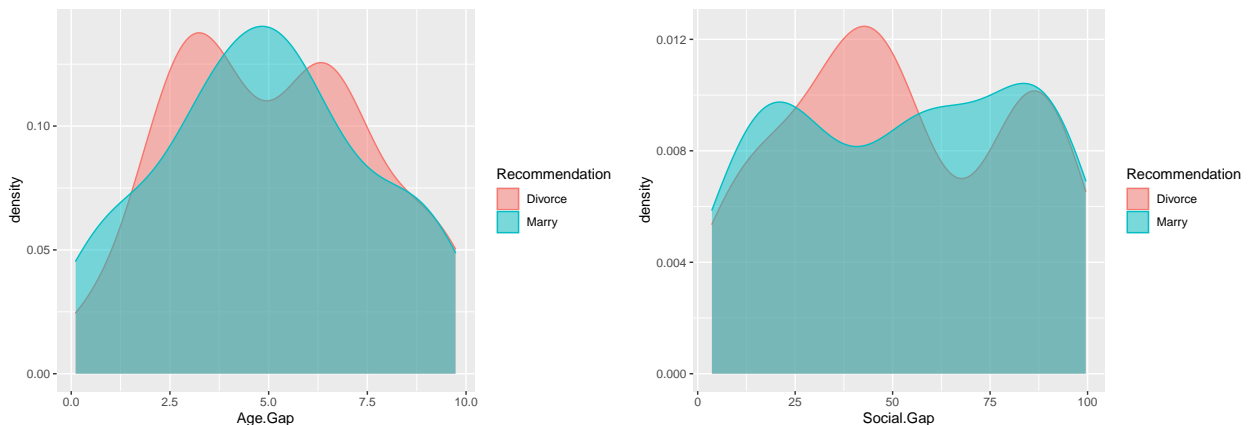 density
0.10
0.05
0.00
0.0
2.5
5.0
7.5
10.0
Age.Gap
Recommendation
Divorce
Marry
density
0.012
0.008
0.004
0.000
0
25
50
75
100
Social.Gap
Recommendation
Divorce
Marry